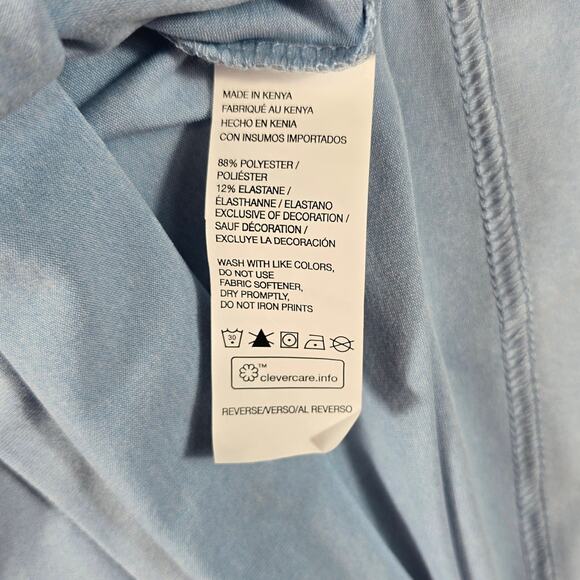 MADE IN KENYA
FABRIQUÉ AU KENYA
HECHO EN KENIA
CON INSUMOS IMPORTADOS
88% POLYESTER /
POLIÉSTER
12% ELASTANE /
ÉLASTHANNE / ELASTANO
EXCLUSIVE OF DECORATION /
SAUF DÉCORATION /
EXCLUYE LA DECORACIÓN
WASH WITH LIKE COLORS,
DO NOT USE
FABRIC SOFTENER,
DRY PROMPTLY,
DO NOT IRON PRINTS
30
™ clevercare.info
REVERSE/VERSO/AL REVERSO